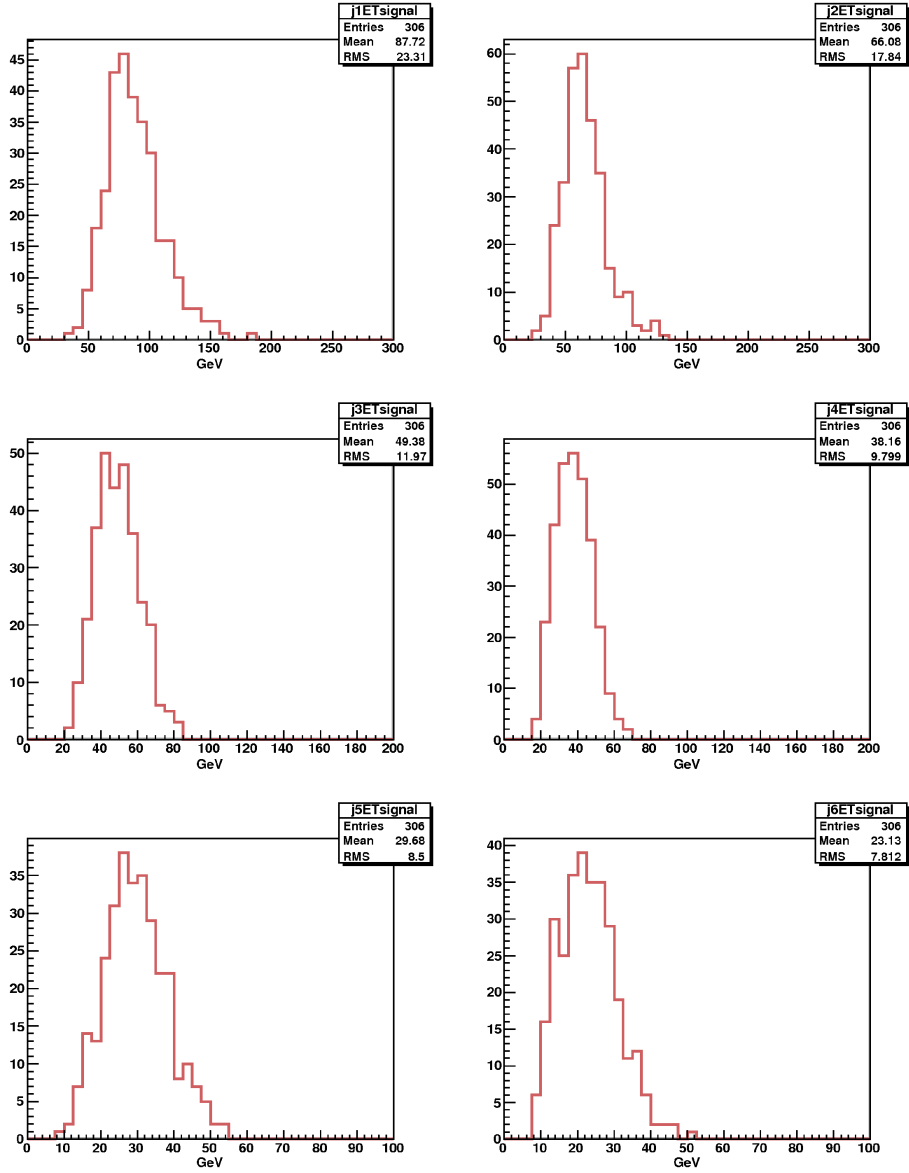 j1ETsignal
Entries 306
Mean 87.72
RMS 23.31
45
40
35
30
25
20
15
10
5
0
0 50 100 150 200 250 300
GeV
j2ETsignal
Entries 306
Mean 66.08
RMS 17.84
60
50
40
30
20
10
0
0 50 100 150 200 250 300
GeV
j3ETsignal
Entries 306
Mean 49.38
RMS 11.97
50
40
30
20
10
0
0 20 40 60 80 100 120 140 160 180 200
GeV
j4ETsignal
Entries 306
Mean 38.16
RMS 9.799
50
40
30
20
10
0
0 20 40 60 80 100 120 140 160 180 200
GeV
j5ETsignal
Entries 306
Mean 29.68
RMS 8.5
35
30
25
20
15
10
5
0
0 10 20 30 40 50 60 70 80 90 100
GeV
j6ETsignal
Entries 306
Mean 23.13
RMS 7.812
40
35
30
25
20
15
10
5
0
0 10 20 30 40 50 60 70 80 90 100
GeV